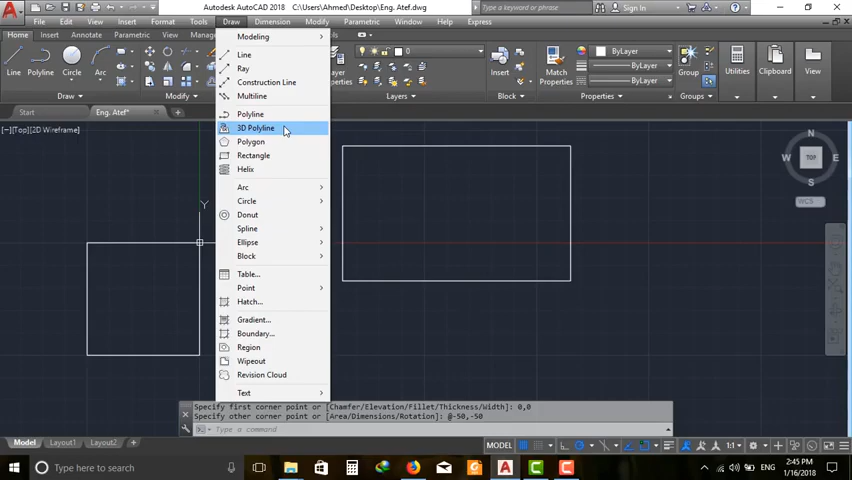 Autodesk AutoCAD 2018 C:\Users\Ahmed\Desktop\Eng. Atef.dwg
Type a keyword or phrase
Sign In
File Edit View Insert Format Tools Draw Dimension Modify Parametric Window Help Express
Home Insert Annotate Parametric
Line Polyline Circle Arc
Draw
0
Layers
Insert
Block
Match
Properties
ByLayer
ByLayer
ByLayer
Properties
Group
Groups
Utilities
Clipboard
View
Start
Eng. Atef*
[−][Top][2D Wireframe]
Modeling
Line
Ray
Construction Line
Multiline
Polyline
3D Polyline
Polygon
Rectangle
Helix
Arc
Circle
Donut
Spline
Ellipse
Block
Table...
Point
Hatch...
Gradient...
Boundary...
Region
Wipeout
Revision Cloud
Text
Y
N
W TOP E
S
WCS
Specify first corner point or [Chamfer/Elevation/Fillet/Thickness/Width]: 0,0
Specify other corner point or [Area/Dimensions/Rotation]: @-50,-50
Type a command
Model Layout1 Layout2
MODEL
1:1
Type here to search
ENG
2:45 PM
1/16/2018